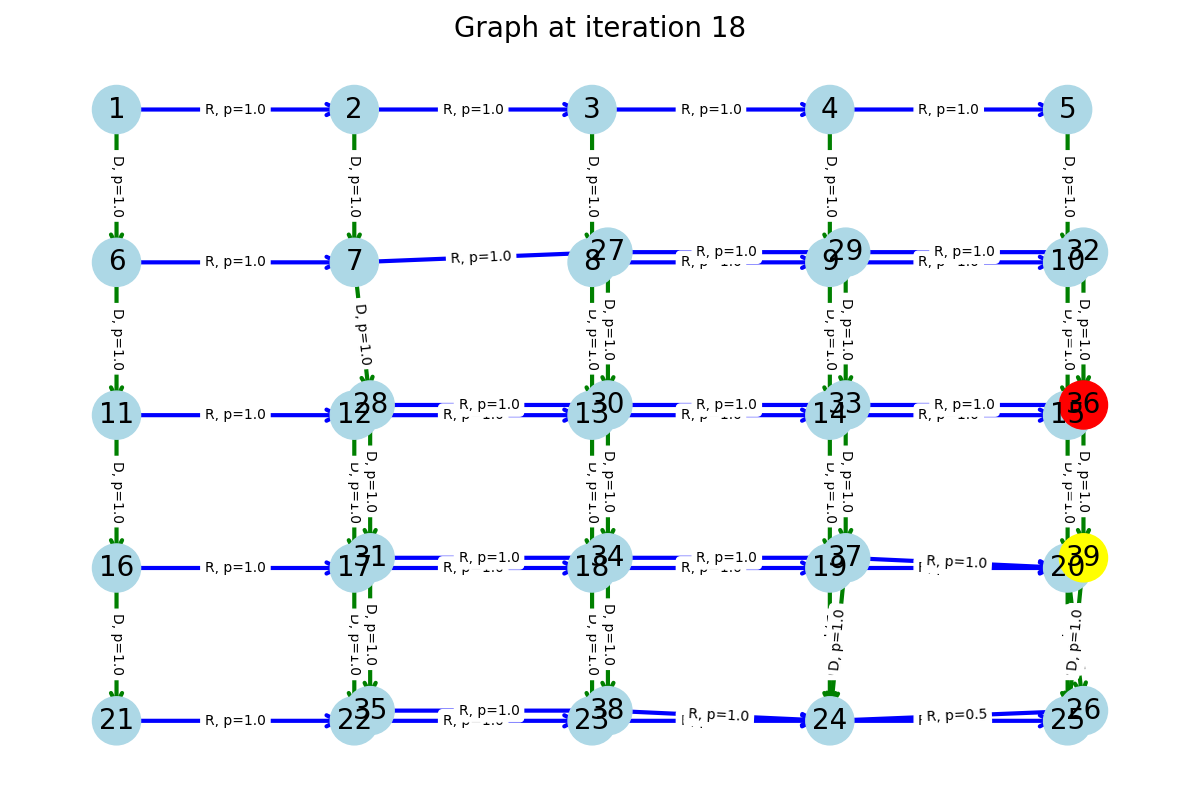 Graph at iteration 18
1 R, p=1.0 2 R, p=1.0 3 R, p=1.0 4 R, p=1.0 5
D, p=1.0 D, p=1.0 D, p=1.0 D, p=1.0 D, p=1.0
27 R, p=1.0 29 R, p=1.0 32
6 R, p=1.0 7 R, p=1.0 8 9 10
D, p=1.0 D, p=1.0 D, p=1.0 D, p=1.0 D, p=1.0
28 R, p=1.0 30 R, p=1.0 33 R, p=1.0 36
11 R, p=1.0 12 13 14 15
D, p=1.0 D, p=1.0 D, p=1.0 D, p=1.0 D, p=1.0
31 R, p=1.0 34 R, p=1.0 37 R, p=1.0 39
16 R, p=1.0 17 18 19 20
D, p=1.0 D, p=1.0 D, p=1.0 D, p=1.0 D, p=1.0
35 R, p=1.0 38 R, p=1.0 R, p=0.5 26
21 R, p=1.0 22 23 24 25